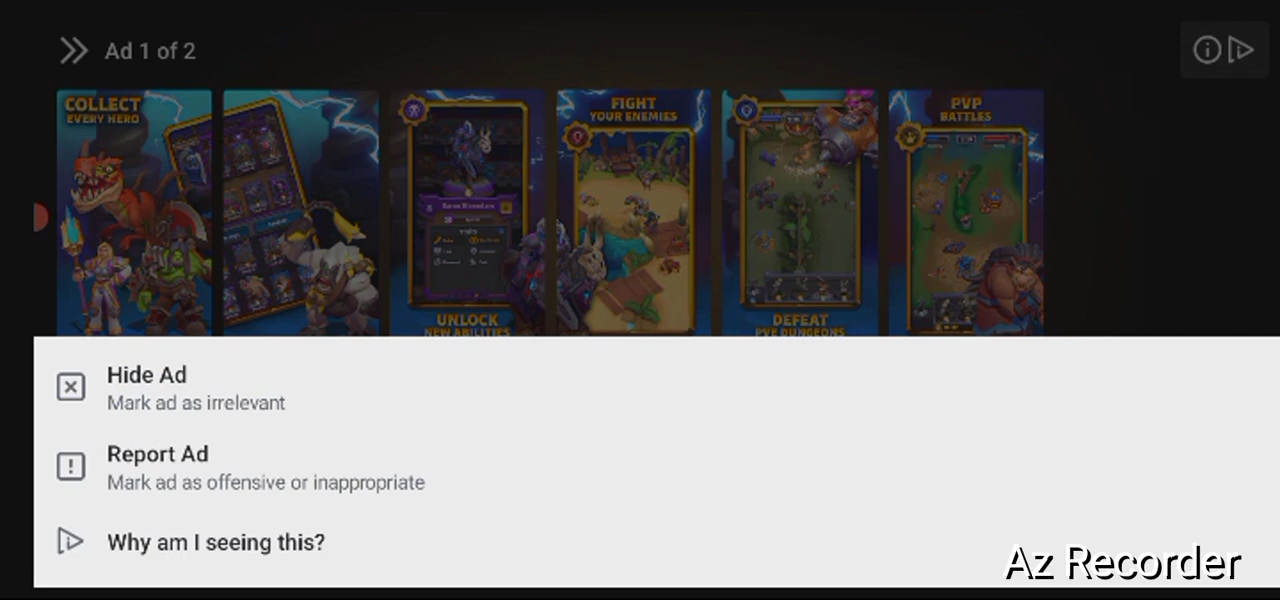 Ad 1 of 2
COLLECT
EVERY HERO
UNLOCK
NEW ABILITIES
FIGHT
YOUR ENEMIES
DEFEAT
PVE DUNGEONS
PVP
BATTLES
Hide Ad
Mark ad as irrelevant
Report Ad
Mark ad as offensive or inappropriate
Why am I seeing this?
Az Recorder